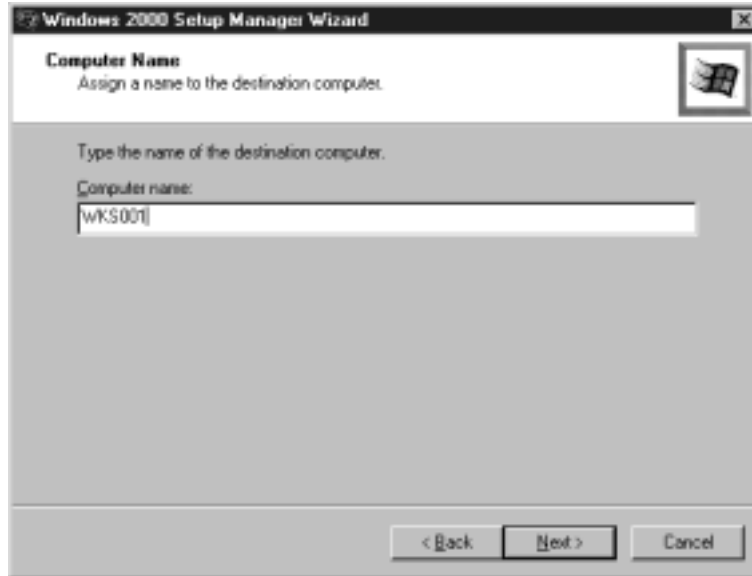 Windows 2000 Setup Manager Wizard
Computer Name
Assign a name to the destination computer.
Type the name of the destination computer.
Computer name:
WKS001
< Back Next > Cancel